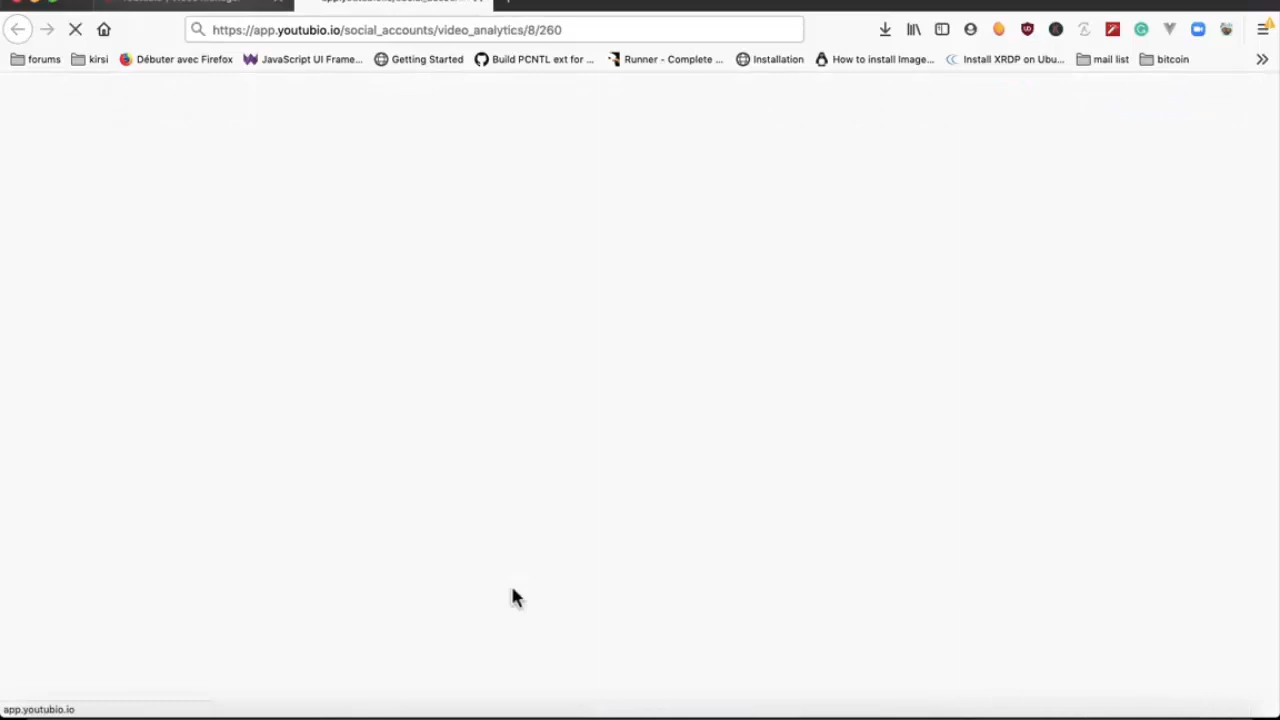 https://app.youtubio.io/social_accounts/video_analytics/8/260
forums kirsi Débuter avec Firefox JavaScript UI Frame... Getting Started Build PCNTL ext for ... Runner - Complete ... Installation How to install Image... Install XRDP on Ubu... mail list bitcoin
app.youtubio.io